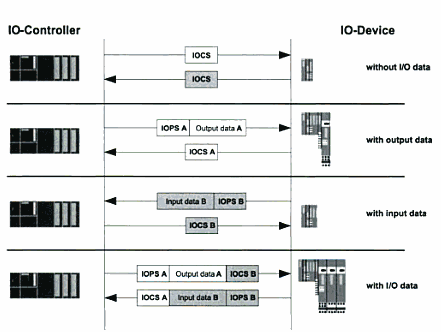 IO-Controller IO-Device
IOCS
IOCS
without I/O data
IOPS A Output data A
IOCS A
with output data
Input data B IOPS B
IOCS B
with input data
IOPS A Output data A IOCS B
IOCS A Input data B IOPS B
with I/O data